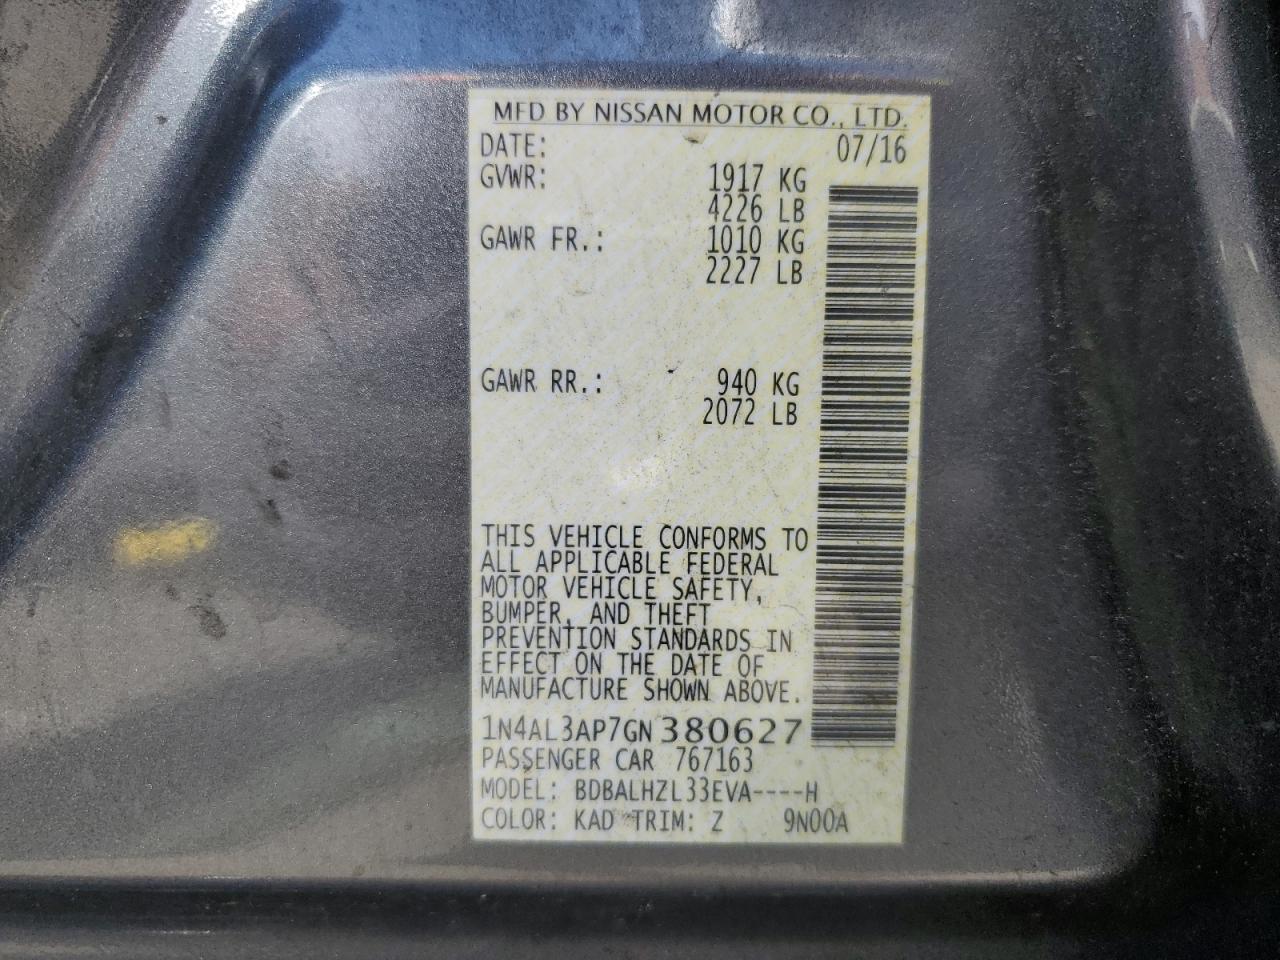 MFD BY NISSAN MOTOR CO., LTD.
DATE: 07/16
GVWR: 1917 KG
4226 LB
GAWR FR.: 1010 KG
2227 LB
GAWR RR.: 940 KG
2072 LB
THIS VEHICLE CONFORMS TO
ALL APPLICABLE FEDERAL
MOTOR VEHICLE SAFETY,
BUMPER, AND THEFT
PREVENTION STANDARDS IN
EFFECT ON THE DATE OF
MANUFACTURE SHOWN ABOVE.
1N4AL3AP7GN380627
PASSENGER CAR 767163
MODEL: BDBALHZL33EVA----H
COLOR: KAD TRIM: Z 9N00A